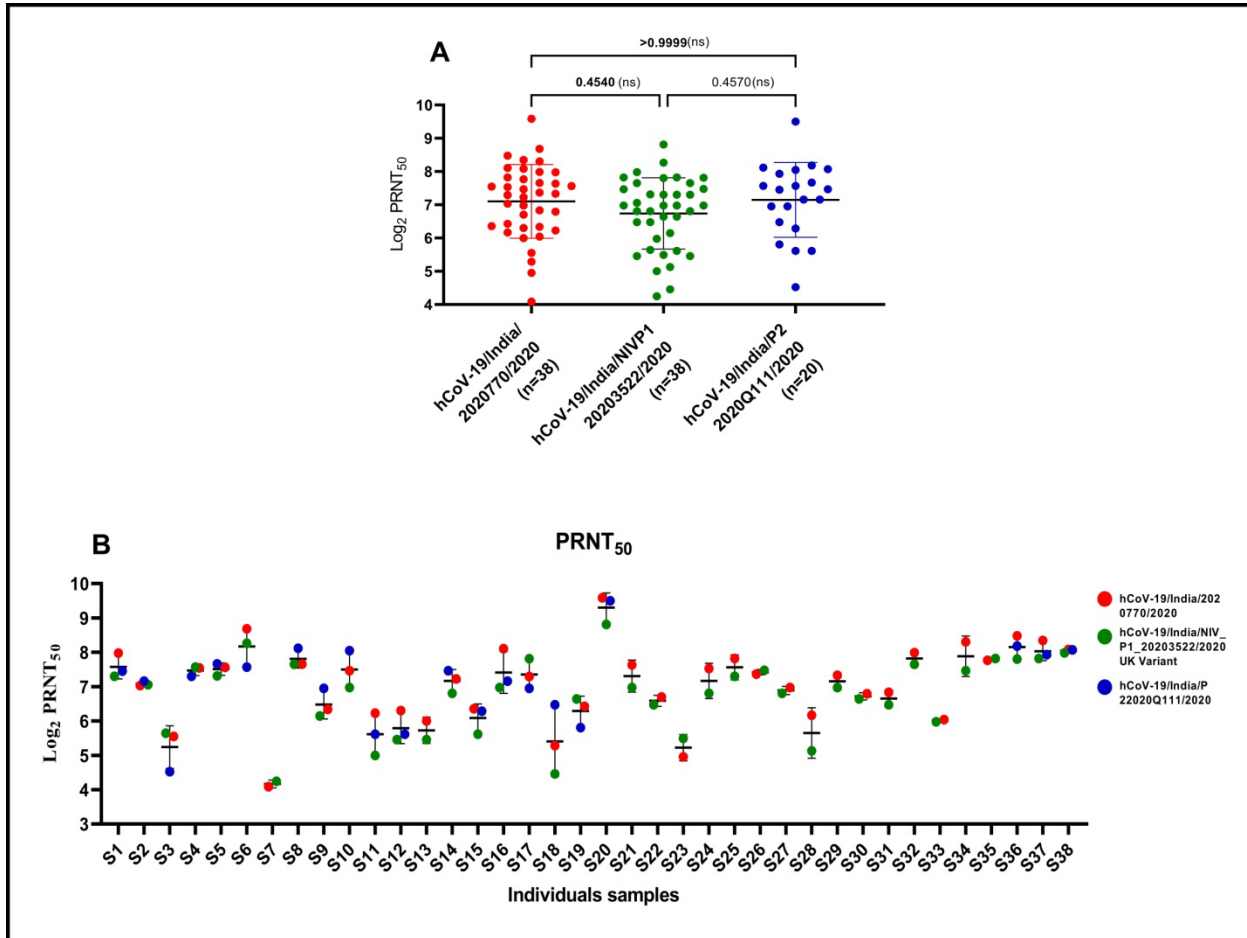 A
>0.9999(ns)
0.4540 (ns)
0.4570(ns)
Log2 PRNT50
10
9
8
7
6
5
4
hCoV-19/India/
2020770/2020
(n=38)
hCoV-19/India/NIVP1
20203522/2020
(n=38)
hCoV-19/India/P2
2020Q111/2020
(n=20)
B
PRNT50
Log2 PRNT50
10
9
8
7
6
5
4
3
S1 S2 S3 S4 S5 S6 S7 S8 S9 S10 S11 S12 S13 S14 S15 S16 S17 S18 S19 S20 S21 S22 S23 S24 S25 S26 S27 S28 S29 S30 S31 S32 S33 S34 S35 S36 S37 S38
Individuals samples
hCoV-19/India/202
0770/2020
hCoV-19/India/NIV_
P1_20203522/2020
UK Variant
hCoV-19/India/P
22020Q111/2020